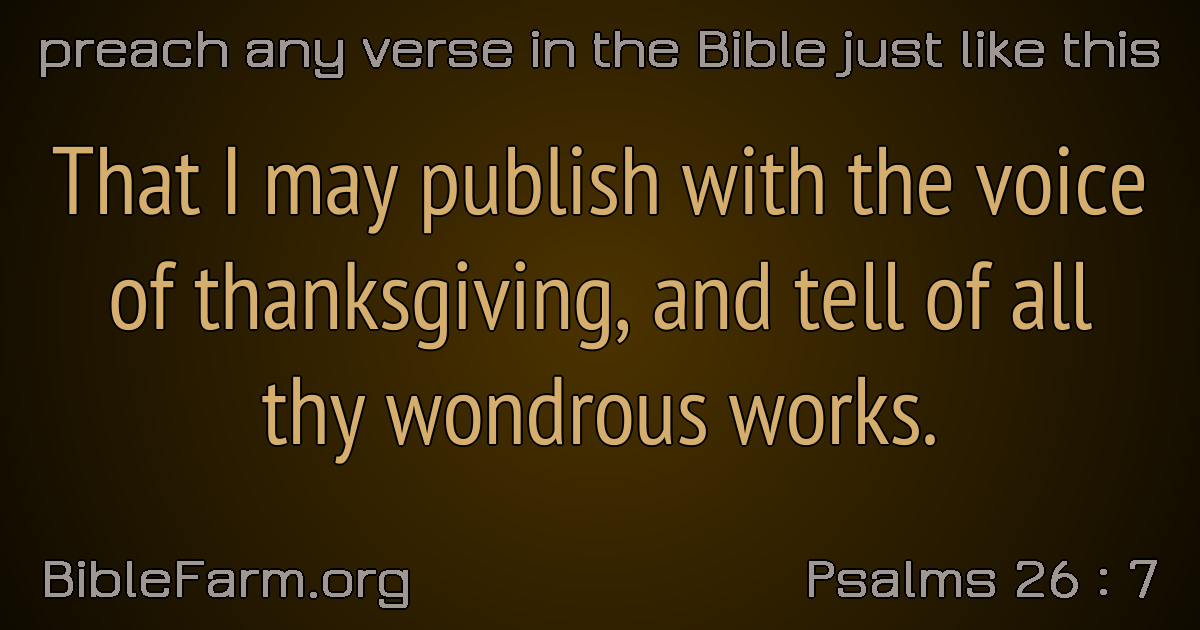 preach any verse in the Bible just like this
That I may publish with the voice
of thanksgiving, and tell of all
thy wondrous works.
BibleFarm.org
Psalms 26 : 7